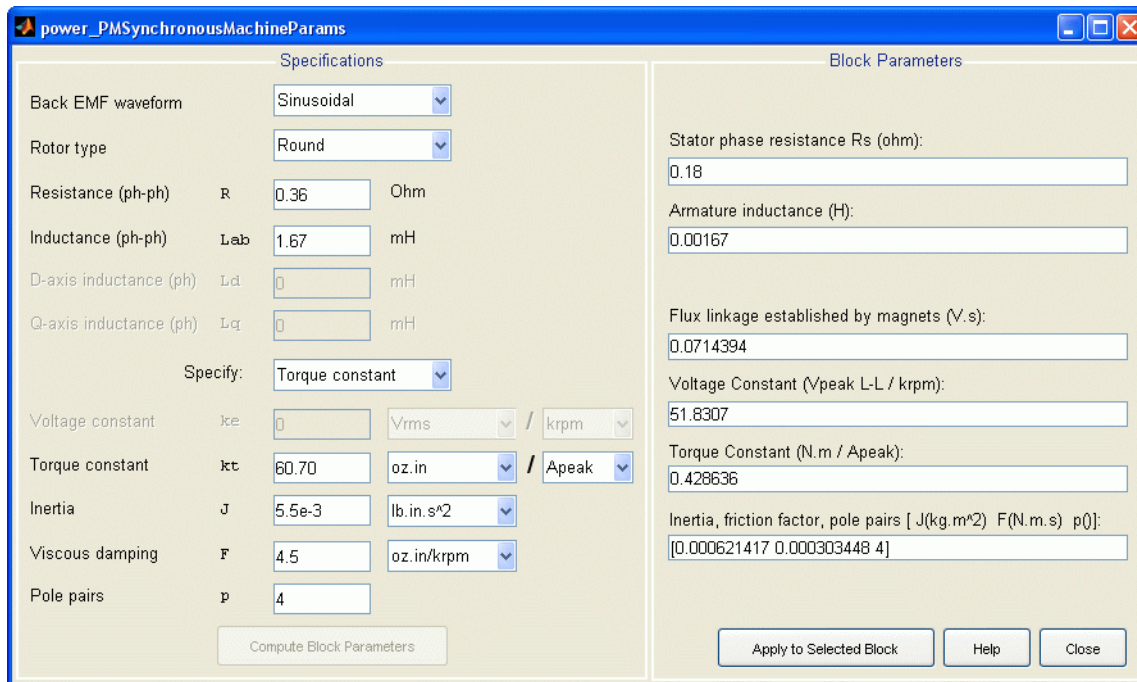 power_PMSynchronousMachineParams
Specifications
Back EMF waveform Sinusoidal
Rotor type Round
Resistance (ph-ph) R 0.36 Ohm
Inductance (ph-ph) Lab 1.67 mH
D-axis inductance (ph) Ld 0 mH
Q-axis inductance (ph) Lq 0 mH
Specify: Torque constant
Voltage constant ke 0 Vrms / krpm
Torque constant kt 60.70 oz.in / Apeak
Inertia J 5.5e-3 lb.in.s^2
Viscous damping F 4.5 oz.in/krpm
Pole pairs p 4
Compute Block Parameters
Block Parameters
Stator phase resistance Rs (ohm):
0.18
Armature inductance (H):
0.00167
Flux linkage established by magnets (V.s):
0.0714394
Voltage Constant (Vpeak L-L / krpm):
51.8307
Torque Constant (N.m / Apeak):
0.428636
Inertia, friction factor, pole pairs [ J(kg.m^2) F(N.m.s) p()]:
[0.000621417 0.000303448 4]
Apply to Selected Block Help Close